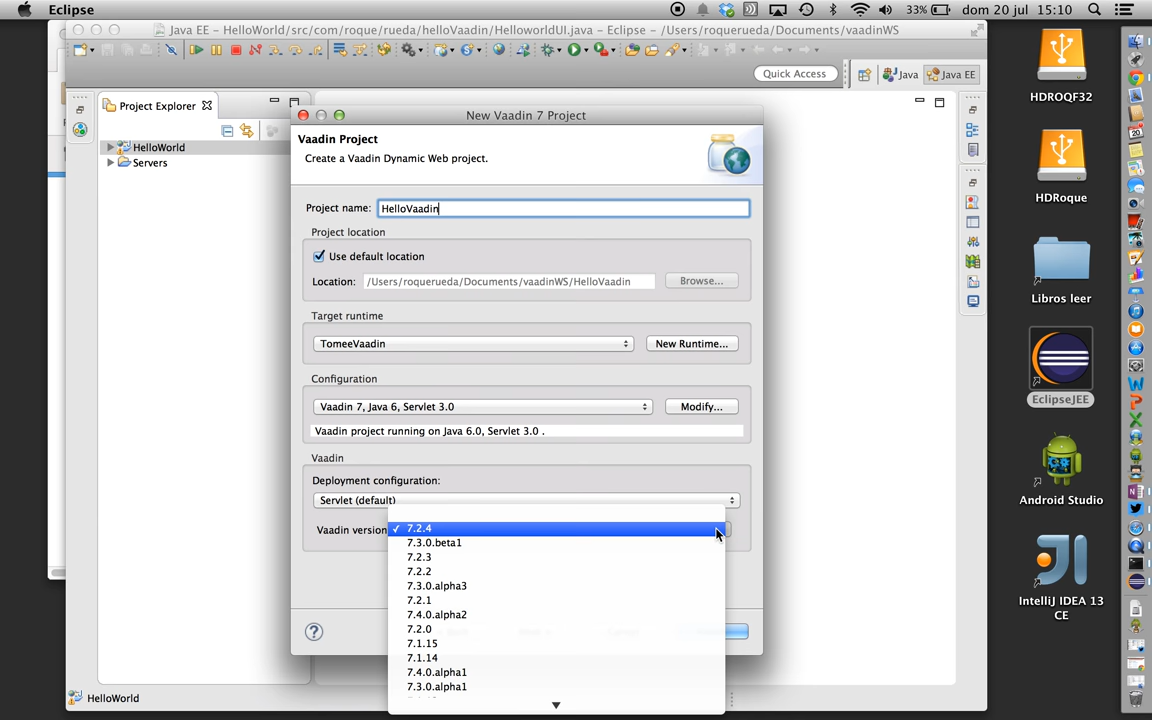 Eclipse
33%
dom 20 jul 15:10
Java EE – HelloWorld/src/com/roque/rueda/helloVaadin/HelloworldUI.java – Eclipse – /Users/roquerueda/Documents/vaadinWS
Quick Access
Java
Java EE
Project Explorer
HelloWorld
Servers
New Vaadin 7 Project
Vaadin Project
Create a Vaadin Dynamic Web project.
Project name: HelloVaadin
Project location
Use default location
Location: /Users/roquerueda/Documents/vaadinWS/HelloVaadin
Browse...
Target runtime
TomeeVaadin
New Runtime...
Configuration
Vaadin 7, Java 6, Servlet 3.0
Modify...
Vaadin project running on Java 6.0, Servlet 3.0 .
Vaadin
Deployment configuration:
Servlet (default)
Vaadin version
✓ 7.2.4
7.3.0.beta1
7.2.3
7.2.2
7.3.0.alpha3
7.2.1
7.4.0.alpha2
7.2.0
7.1.15
7.1.14
7.4.0.alpha1
7.3.0.alpha1
HelloWorld
HDROQF32
HDRoque
Libros leer
EclipseJEE
Android Studio
IntelliJ IDEA 13
CE